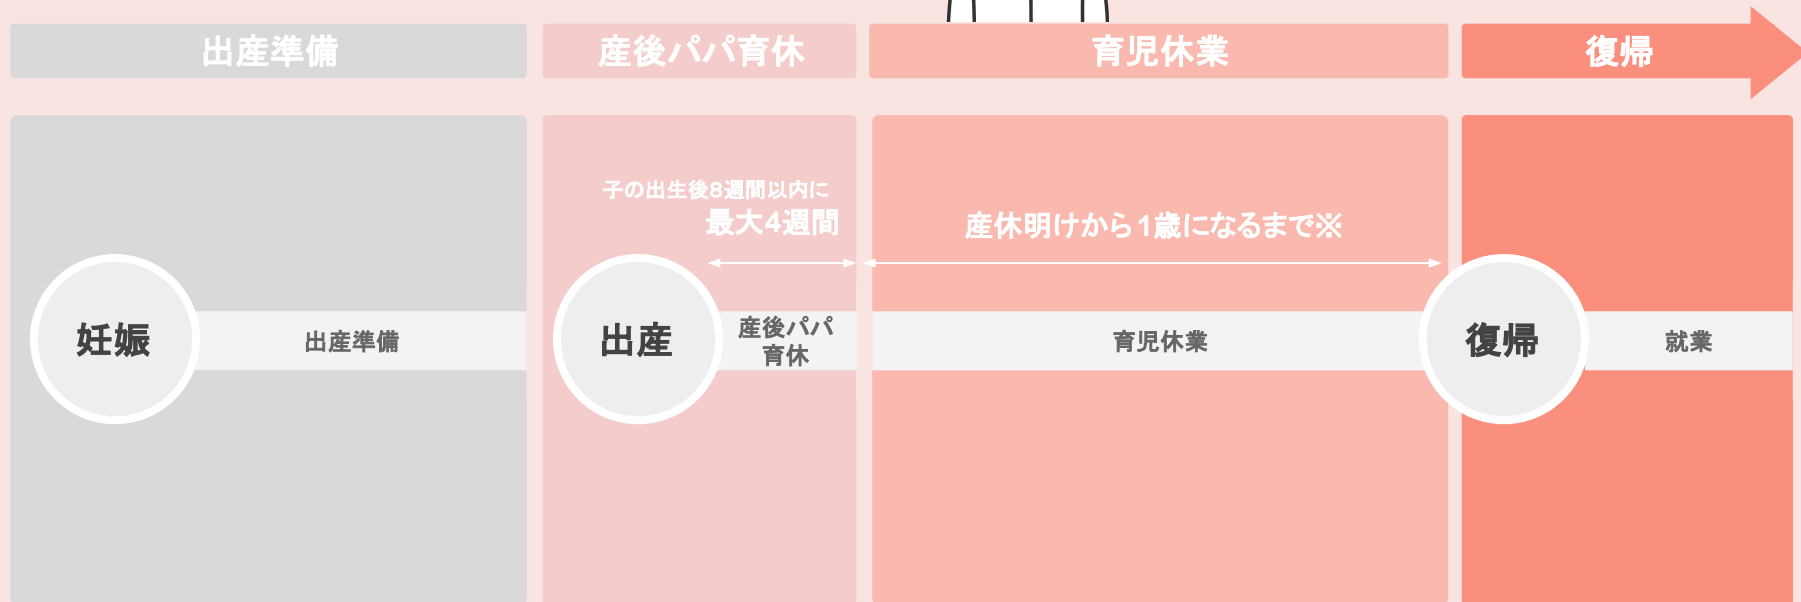 出産準備
産後パパ育休
育児休業
復帰
子の出生後8週間以内に
最大4週間
産休明けから1歳になるまで※
妊娠
出産準備
出産
産後パパ
育休
育児休業
復帰
就業